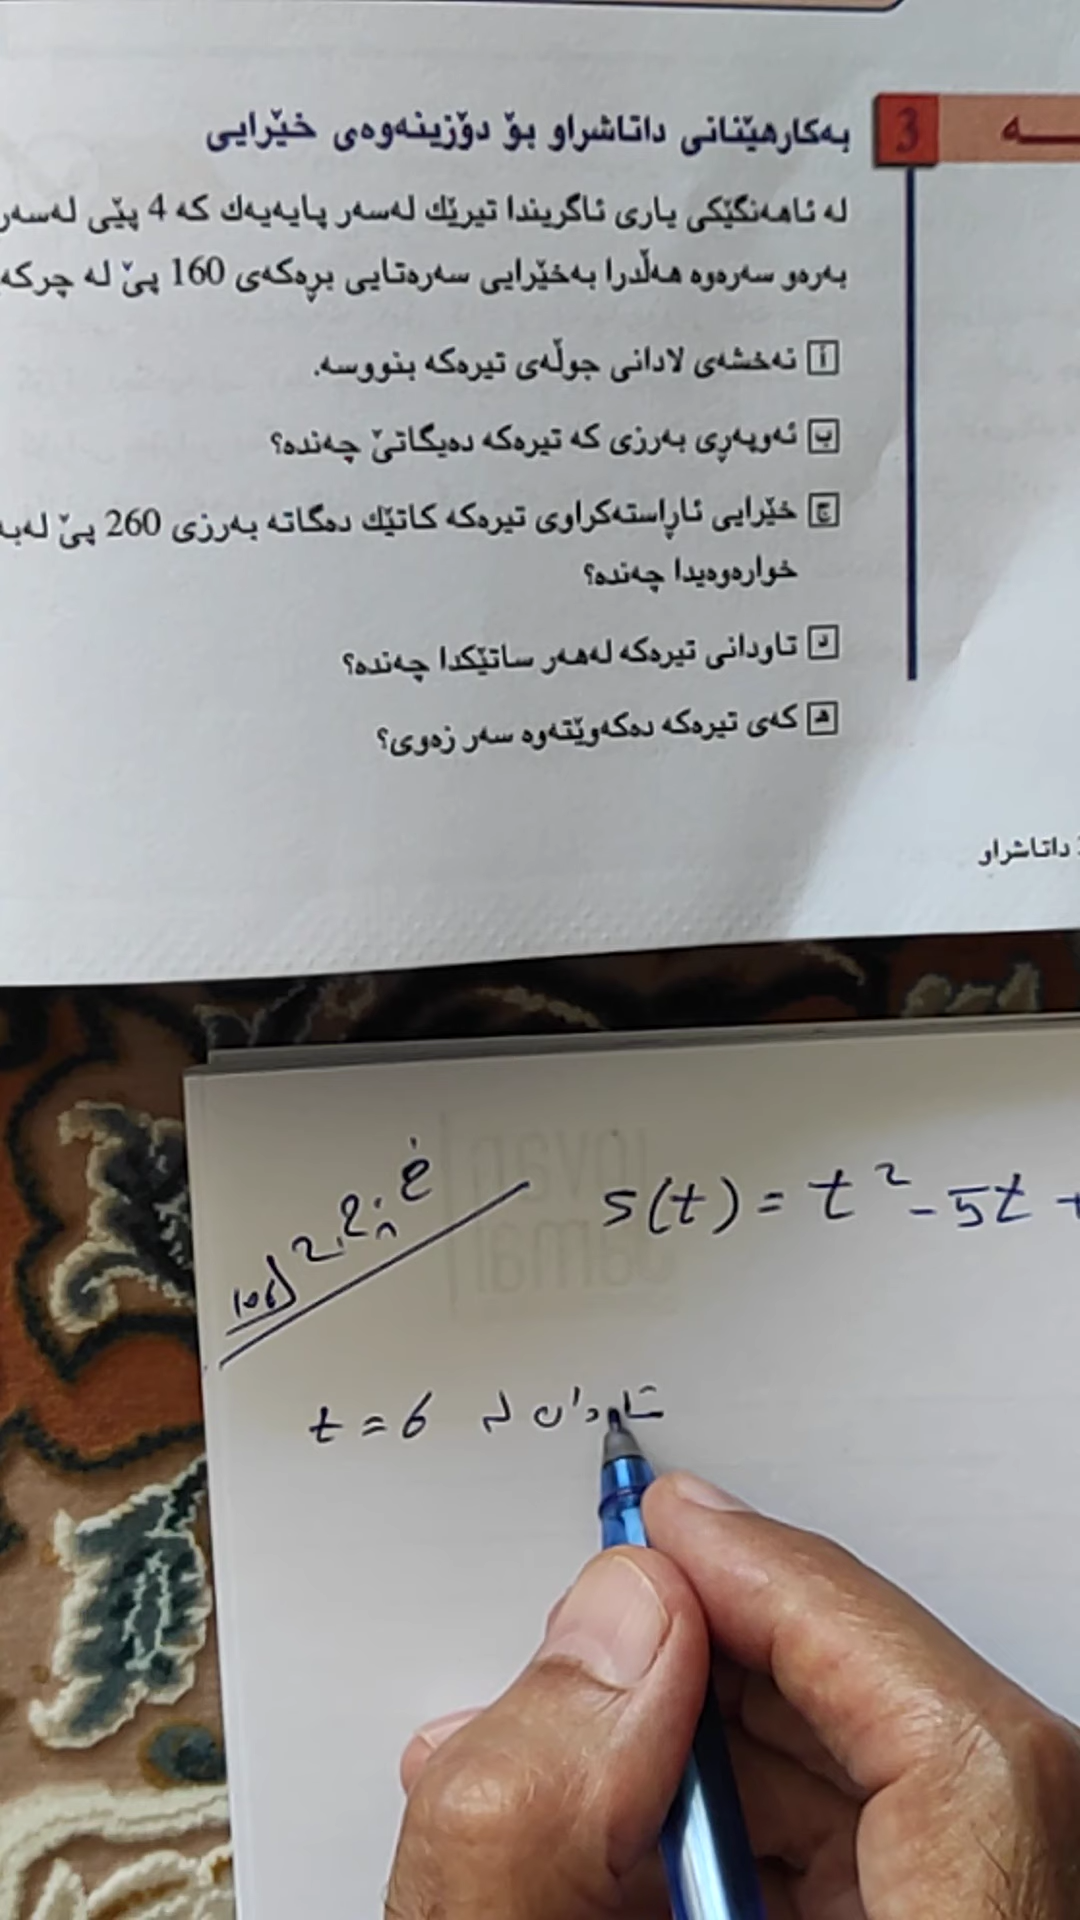 3
بەکارهێنانی داتاشراو بۆ دۆزینەوەی خێرایی
لە ئاهەنگێکی یاری ئاگریندا تیرێك لەسەر پایەیەك کە 4 پێی لەسەر
بەرەو سەرەوە هەڵدرا بەخێرایی سەرەتایی بڕەکەی 160 پێ لە چرکە
أ نەخشەی لادانی جوڵەی تیرەکە بنووسە.
ب ئەوپەڕی بەرزی کە تیرەکە دەیگاتێ چەندە؟
ج خێرایی ئاڕاستەکراوی تیرەکە کاتێك دەگاتە بەرزی 260 پێ لەبە
خوارەوەیدا چەندە؟
د تاودانی تیرەکە لەهەر ساتێکدا چەندە؟
هـ کەی تیرەکە دەکەوێتەوە سەر زەوی؟
داتاشراو
s(t) = t² - 5t +
تاودان لە t = 6